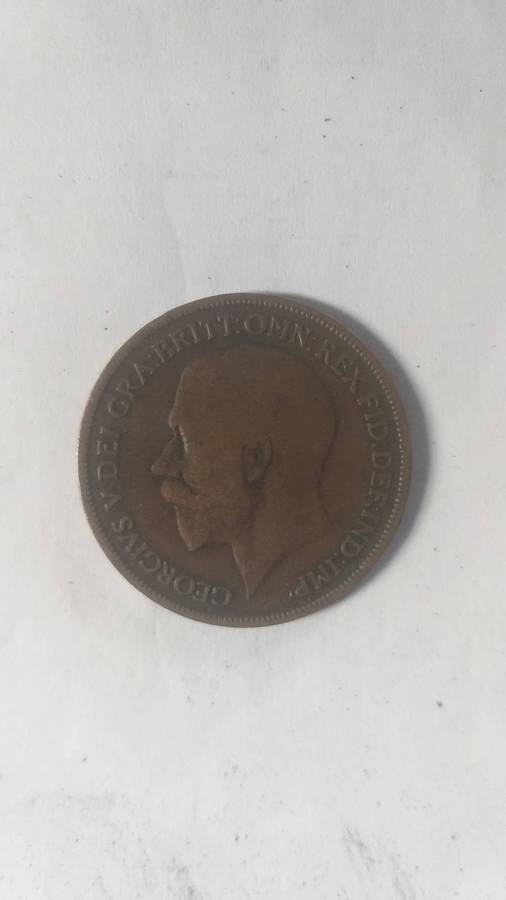 GEORGIVS V DEI GRA: BRITT: OMN: REX FID: DEF: IND: IMP: